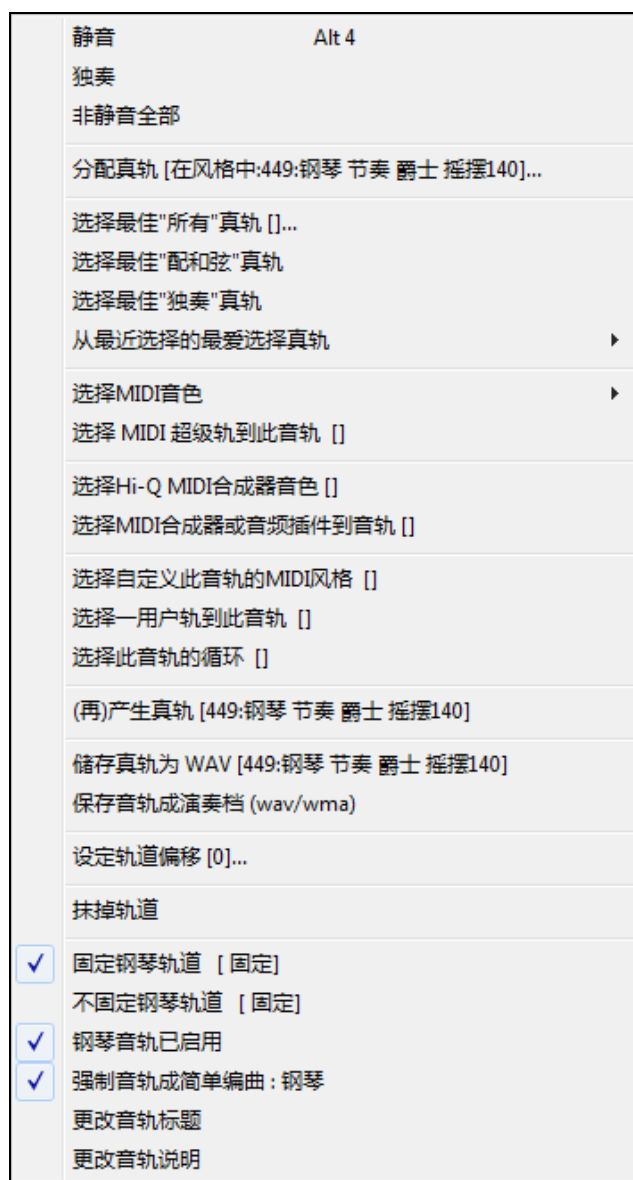 静音 Alt 4
独奏
非静音全部
分配真轨 [在风格中:449:钢琴 节奏 爵士 摇摆140]...
选择最佳"所有"真轨 []...
选择最佳"配和弦"真轨
选择最佳"独奏"真轨
从最近选择的最爱选择真轨
选择MIDI音色
选择 MIDI 超级轨到此音轨 []
选择Hi-Q MIDI合成器音色 []
选择MIDI合成器或音频插件到音轨 []
选择自定义此音轨的MIDI风格 []
选择一用户轨到此音轨 []
选择此音轨的循环 []
(再)产生真轨 [449:钢琴 节奏 爵士 摇摆140]
储存真轨为 WAV [449:钢琴 节奏 爵士 摇摆140]
保存音轨成演奏档 (wav/wma)
设定轨道偏移 [0]...
抹掉轨道
固定钢琴轨道 [ 固定]
不固定钢琴轨道 [ 固定]
钢琴音轨已启用
强制音轨成简单编曲 : 钢琴
更改音轨标题
更改音轨说明